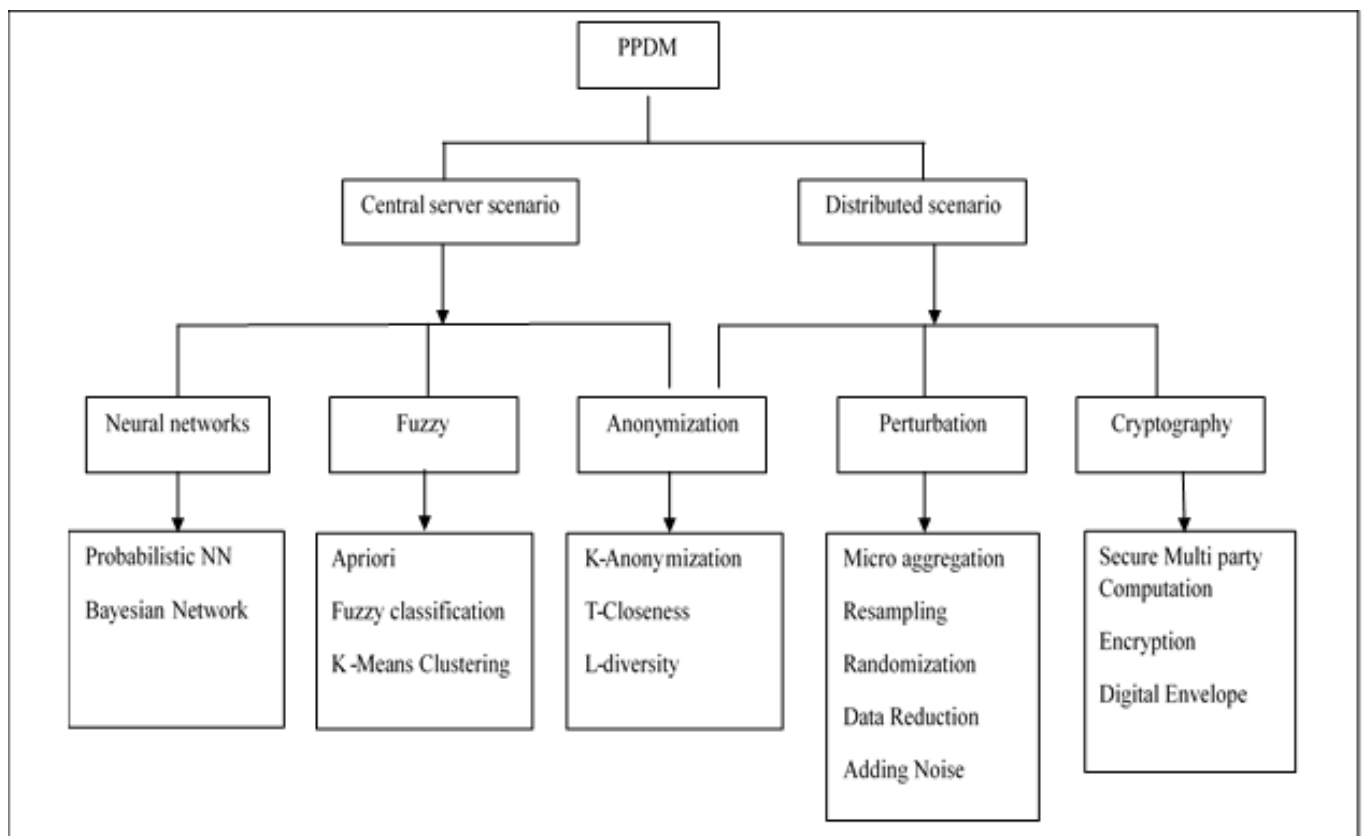 PPDM
Central server scenario
Distributed scenario
Neural networks
Fuzzy
Anonymization
Perturbation
Cryptography
Probabilistic NN
Bayesian Network
Apriori
Fuzzy classification
K-Means Clustering
K-Anonymization
T-Closeness
L-diversity
Micro aggregation
Resampling
Randomization
Data Reduction
Adding Noise
Secure Multi party
Computation
Encryption
Digital Envelope